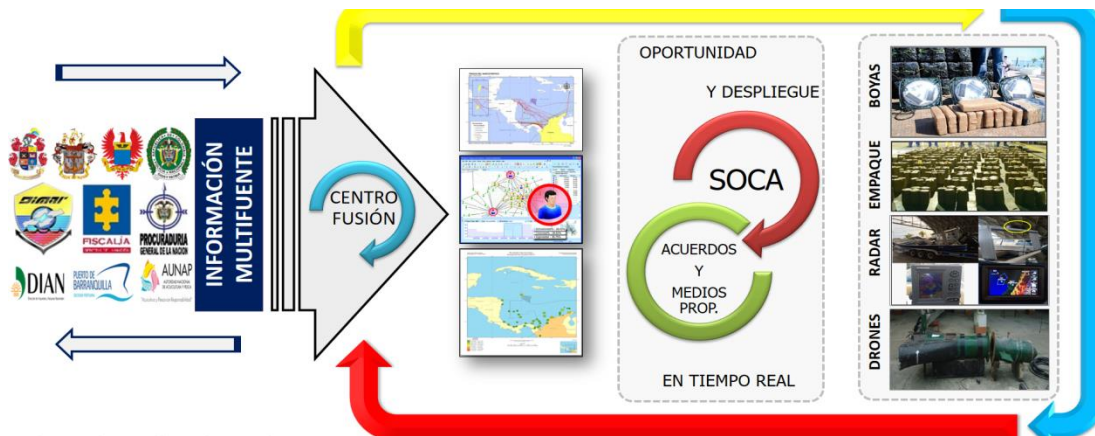 OPORTUNIDAD
Y DESPLIEGUE
SOCA
ACUERDOS
Y
MEDIOS
PROP.
EN TIEMPO REAL
CENTRO
FUSIÓN
INFORMACIÓN
MULTIFUENTE
Dimar
FISCALÍA
PROCURADURIA
GENERAL DE LA NACION
DIAN
PUERTO DE
BARRANQUILLA
AUNAP
BOYAS
EMPAQUE
RADAR
DRONES